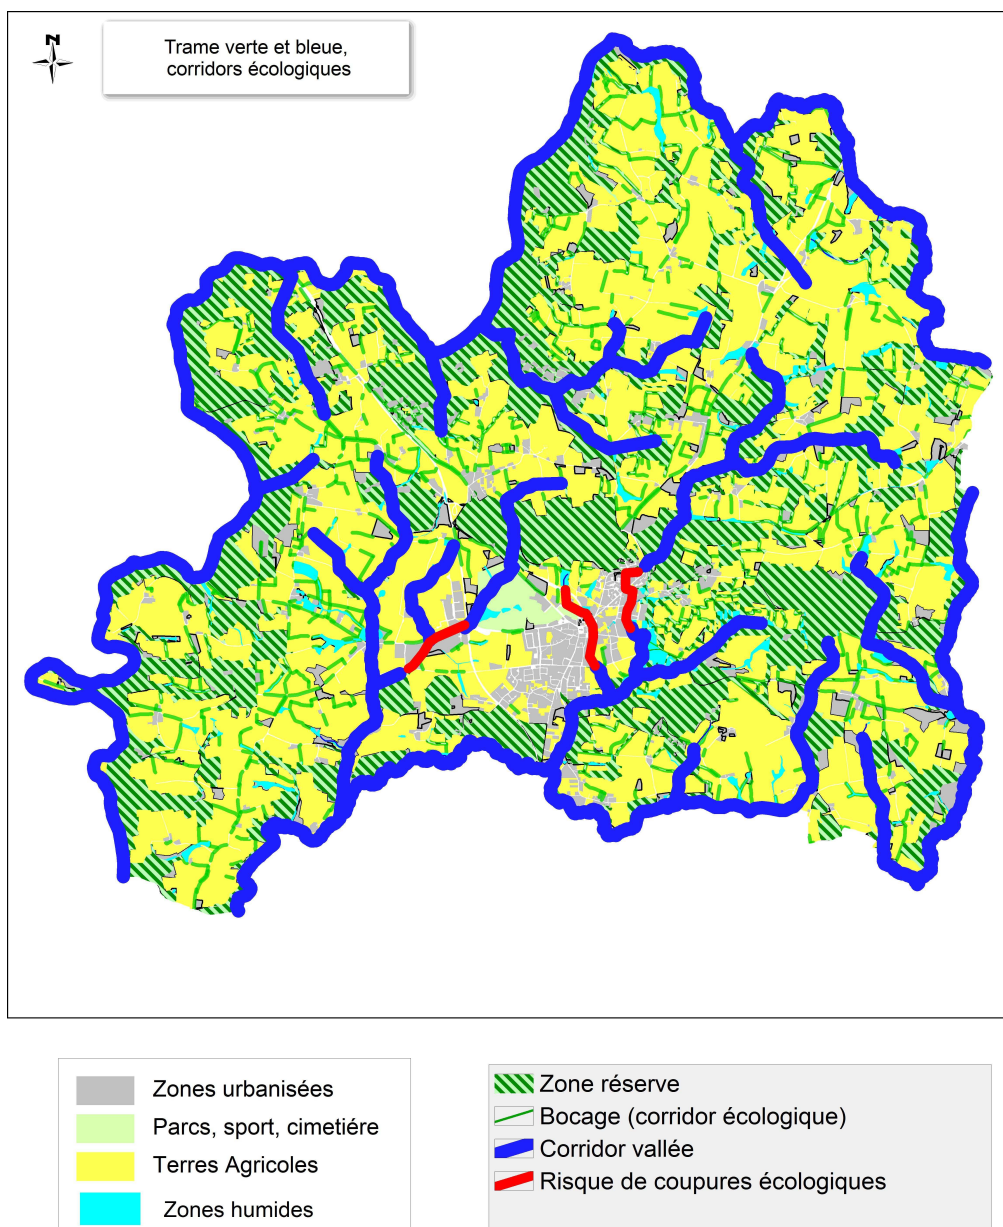 N
Trame verte et bleue,
corridors écologiques
Zones urbanisées
Parcs, sport, cimetiére
Terres Agricoles
Zones humides
Zone réserve
Bocage (corridor écologique)
Corridor vallée
Risque de coupures écologiques